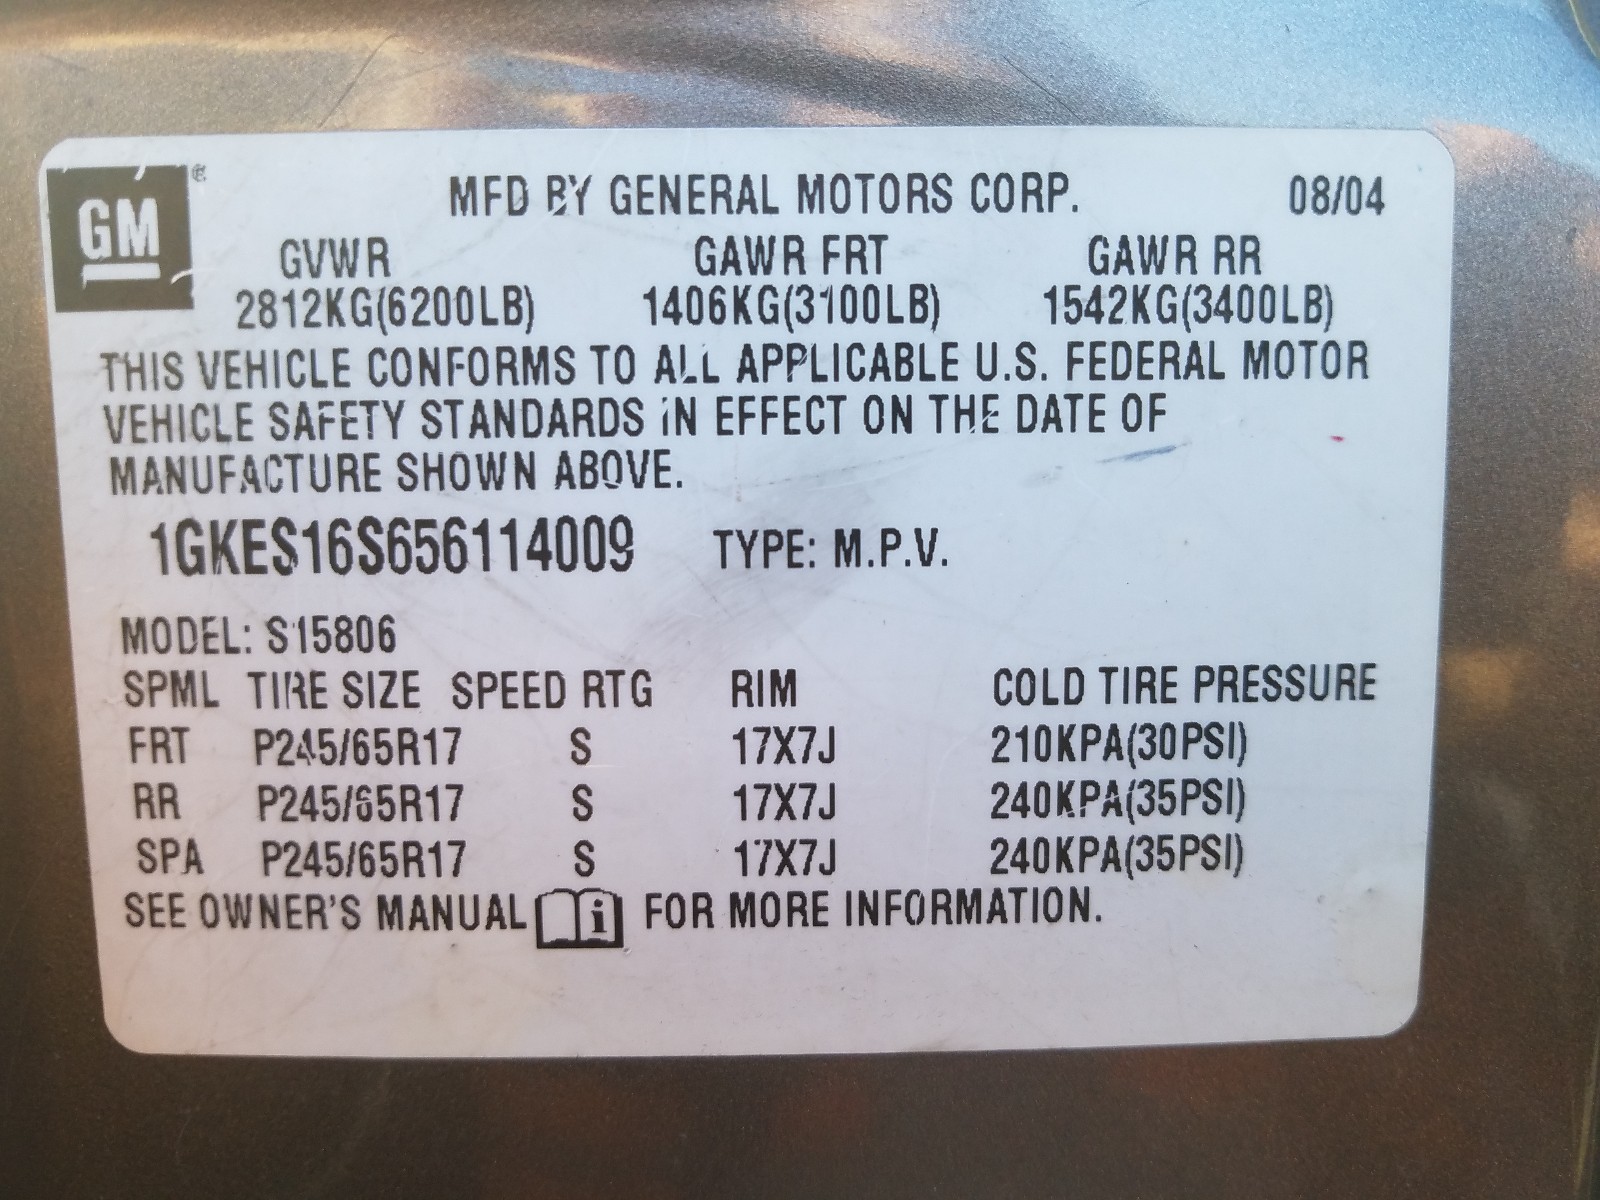 GM ®
MFD BY GENERAL MOTORS CORP. 08/04
GVWR GAWR FRT GAWR RR
2812KG(6200LB) 1406KG(3100LB) 1542KG(3400LB)
THIS VEHICLE CONFORMS TO ALL APPLICABLE U.S. FEDERAL MOTOR
VEHICLE SAFETY STANDARDS IN EFFECT ON THE DATE OF
MANUFACTURE SHOWN ABOVE.
1GKES16S656114009 TYPE: M.P.V.
MODEL: S15806
SPML TIRE SIZE SPEED RTG RIM COLD TIRE PRESSURE
FRT P245/65R17 S 17X7J 210KPA(30PSI)
RR P245/65R17 S 17X7J 240KPA(35PSI)
SPA P245/65R17 S 17X7J 240KPA(35PSI)
SEE OWNER'S MANUAL i FOR MORE INFORMATION.